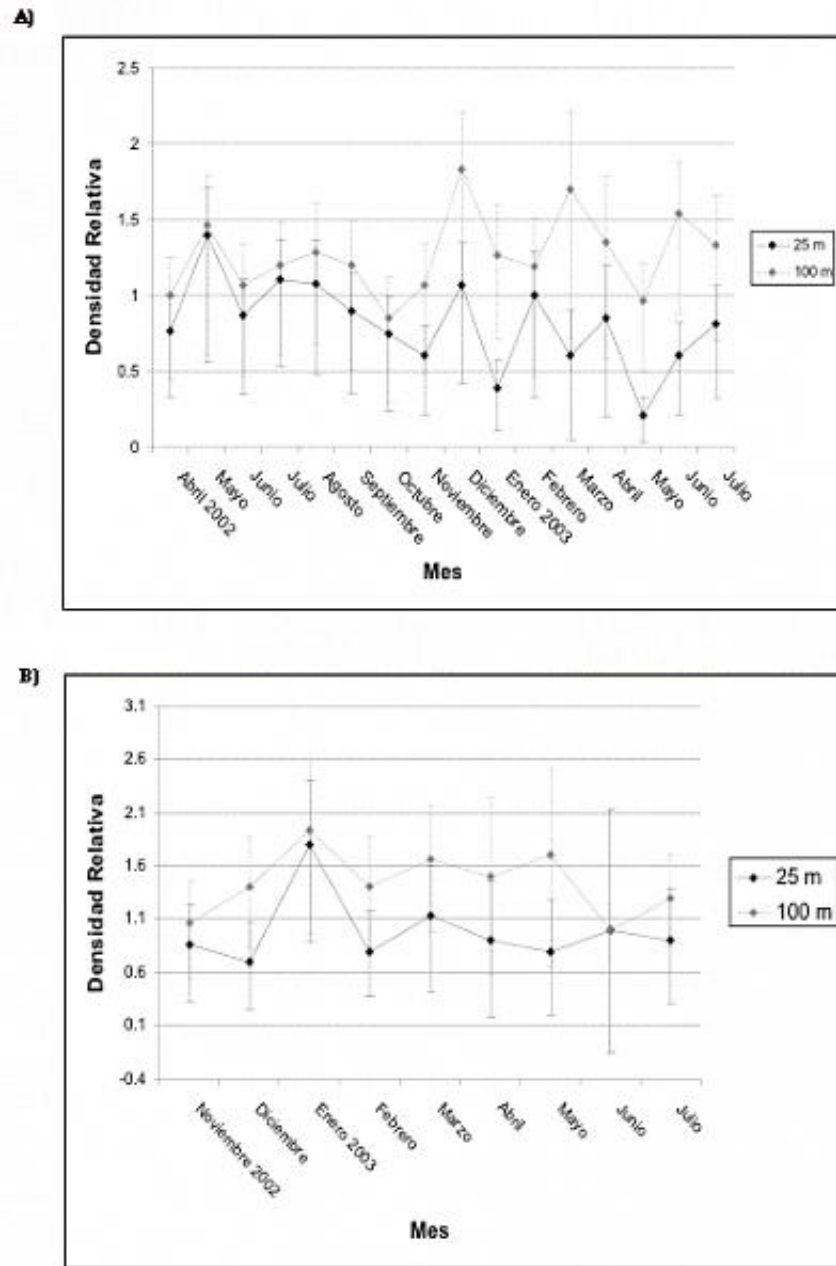 A)
2.5
2
1.5
1
0.5
0
Densidad Relativa
Abril 2002
Mayo
Junio
Julio
Agosto
Septiembre
Octubre
Noviembre
Diciembre
Enero 2003
Febrero
Marzo
Abril
Mayo
Junio
Julio
Mes
25 m
100 m
B)
3.1
2.6
2.1
1.6
1.1
0.6
0.1
-0.4
Densidad Relativa
Noviembre 2002
Diciembre
Enero 2003
Febrero
Marzo
Abril
Mayo
Junio
Julio
Mes
25 m
100 m